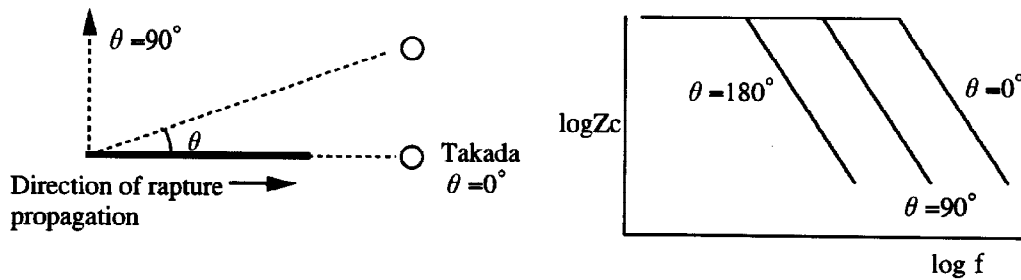 θ=90°
θ
Takada
θ=0°
Direction of rapture
propagation
logZc
θ=180°
θ=0°
θ=90°
log f